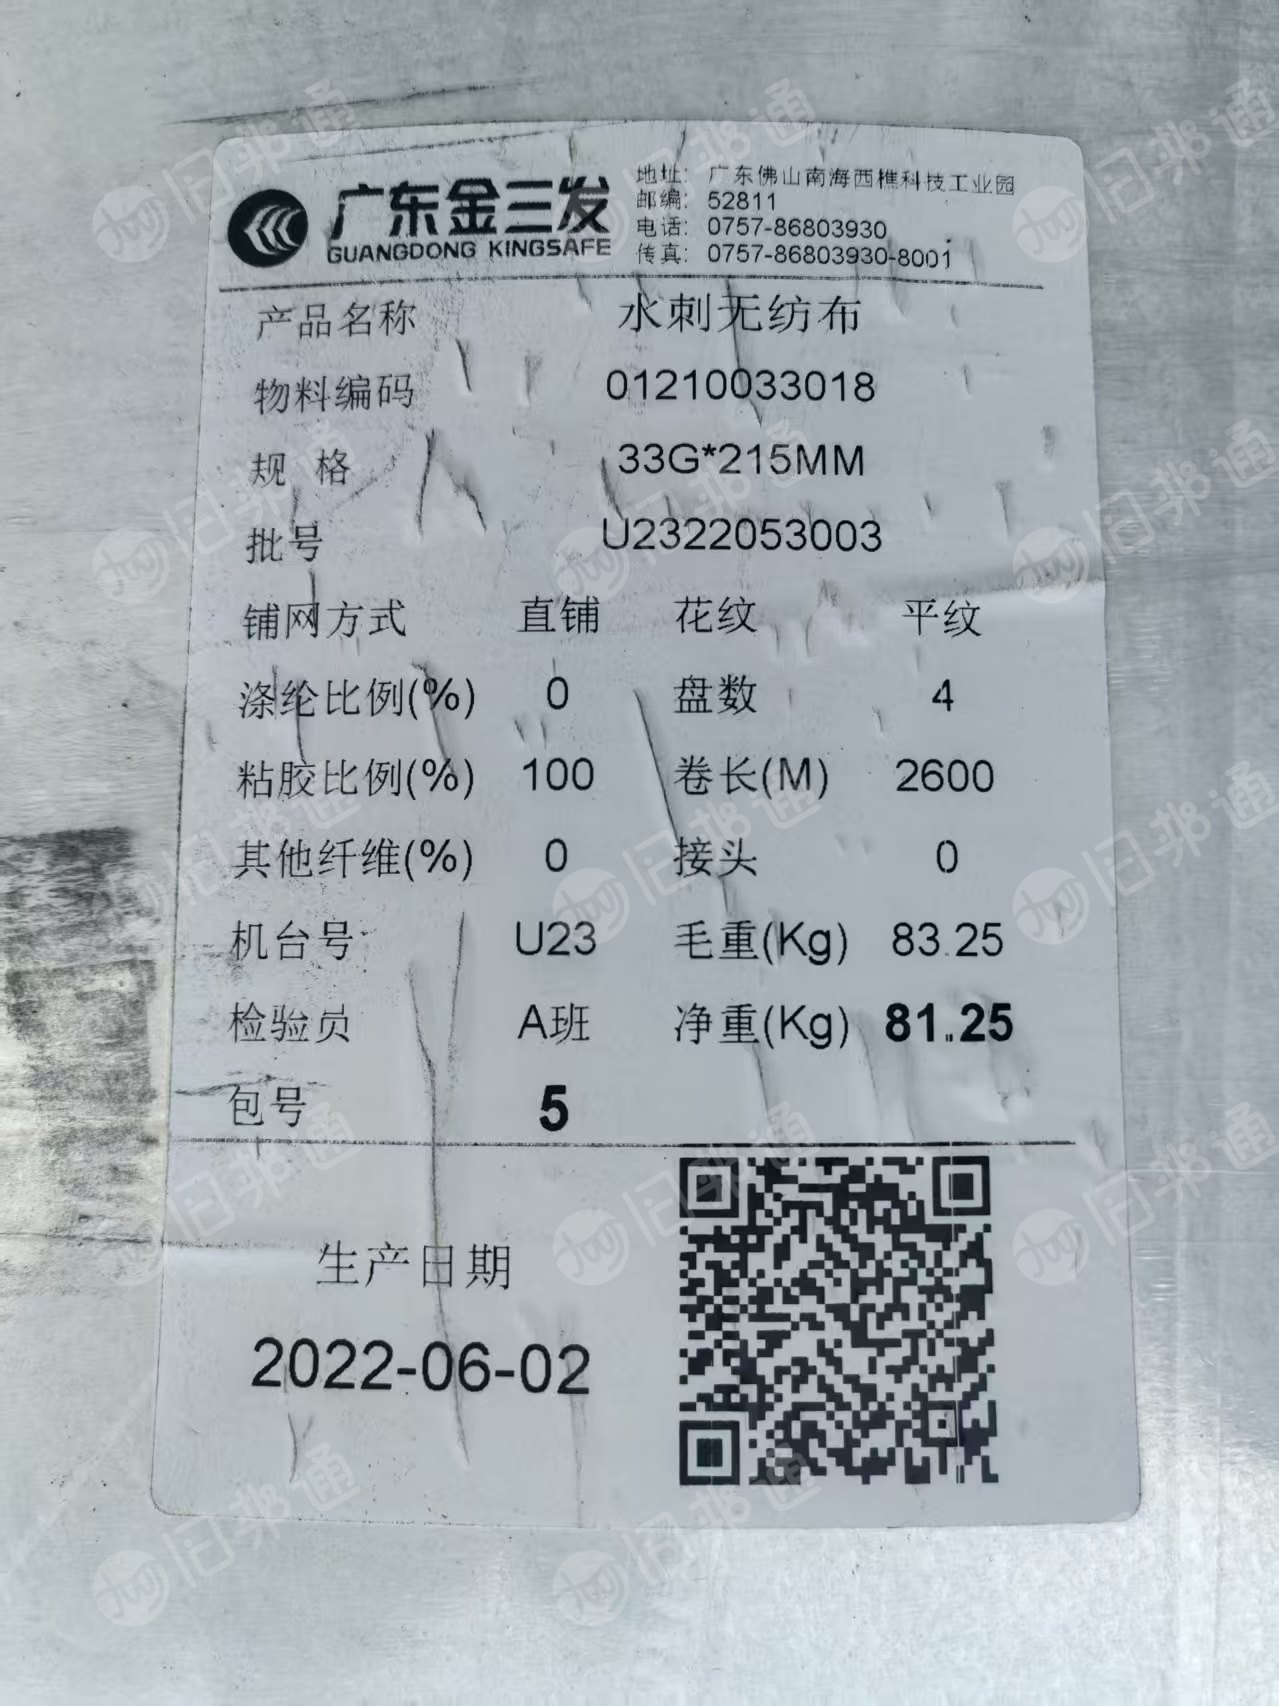 广东金三发
GUANGDONG KINGSAFE
地址: 广东佛山南海西樵科技工业园
邮编: 52811
电话: 0757-86803930
传真: 0757-86803930-8001
产品名称 水刺无纺布
物料编码 01210033018
规 格 33G*215MM
批号 U2322053003
铺网方式 直铺 花纹 平纹
涤纶比例(%) 0 盘数 4
粘胶比例(%) 100 卷长(M) 2600
其他纤维(%) 0 接头 0
机台号 U23 毛重(Kg) 83.25
检验员 A班 净重(Kg) 81.25
包号 5
生产日期
2022-06-02
旧邦通